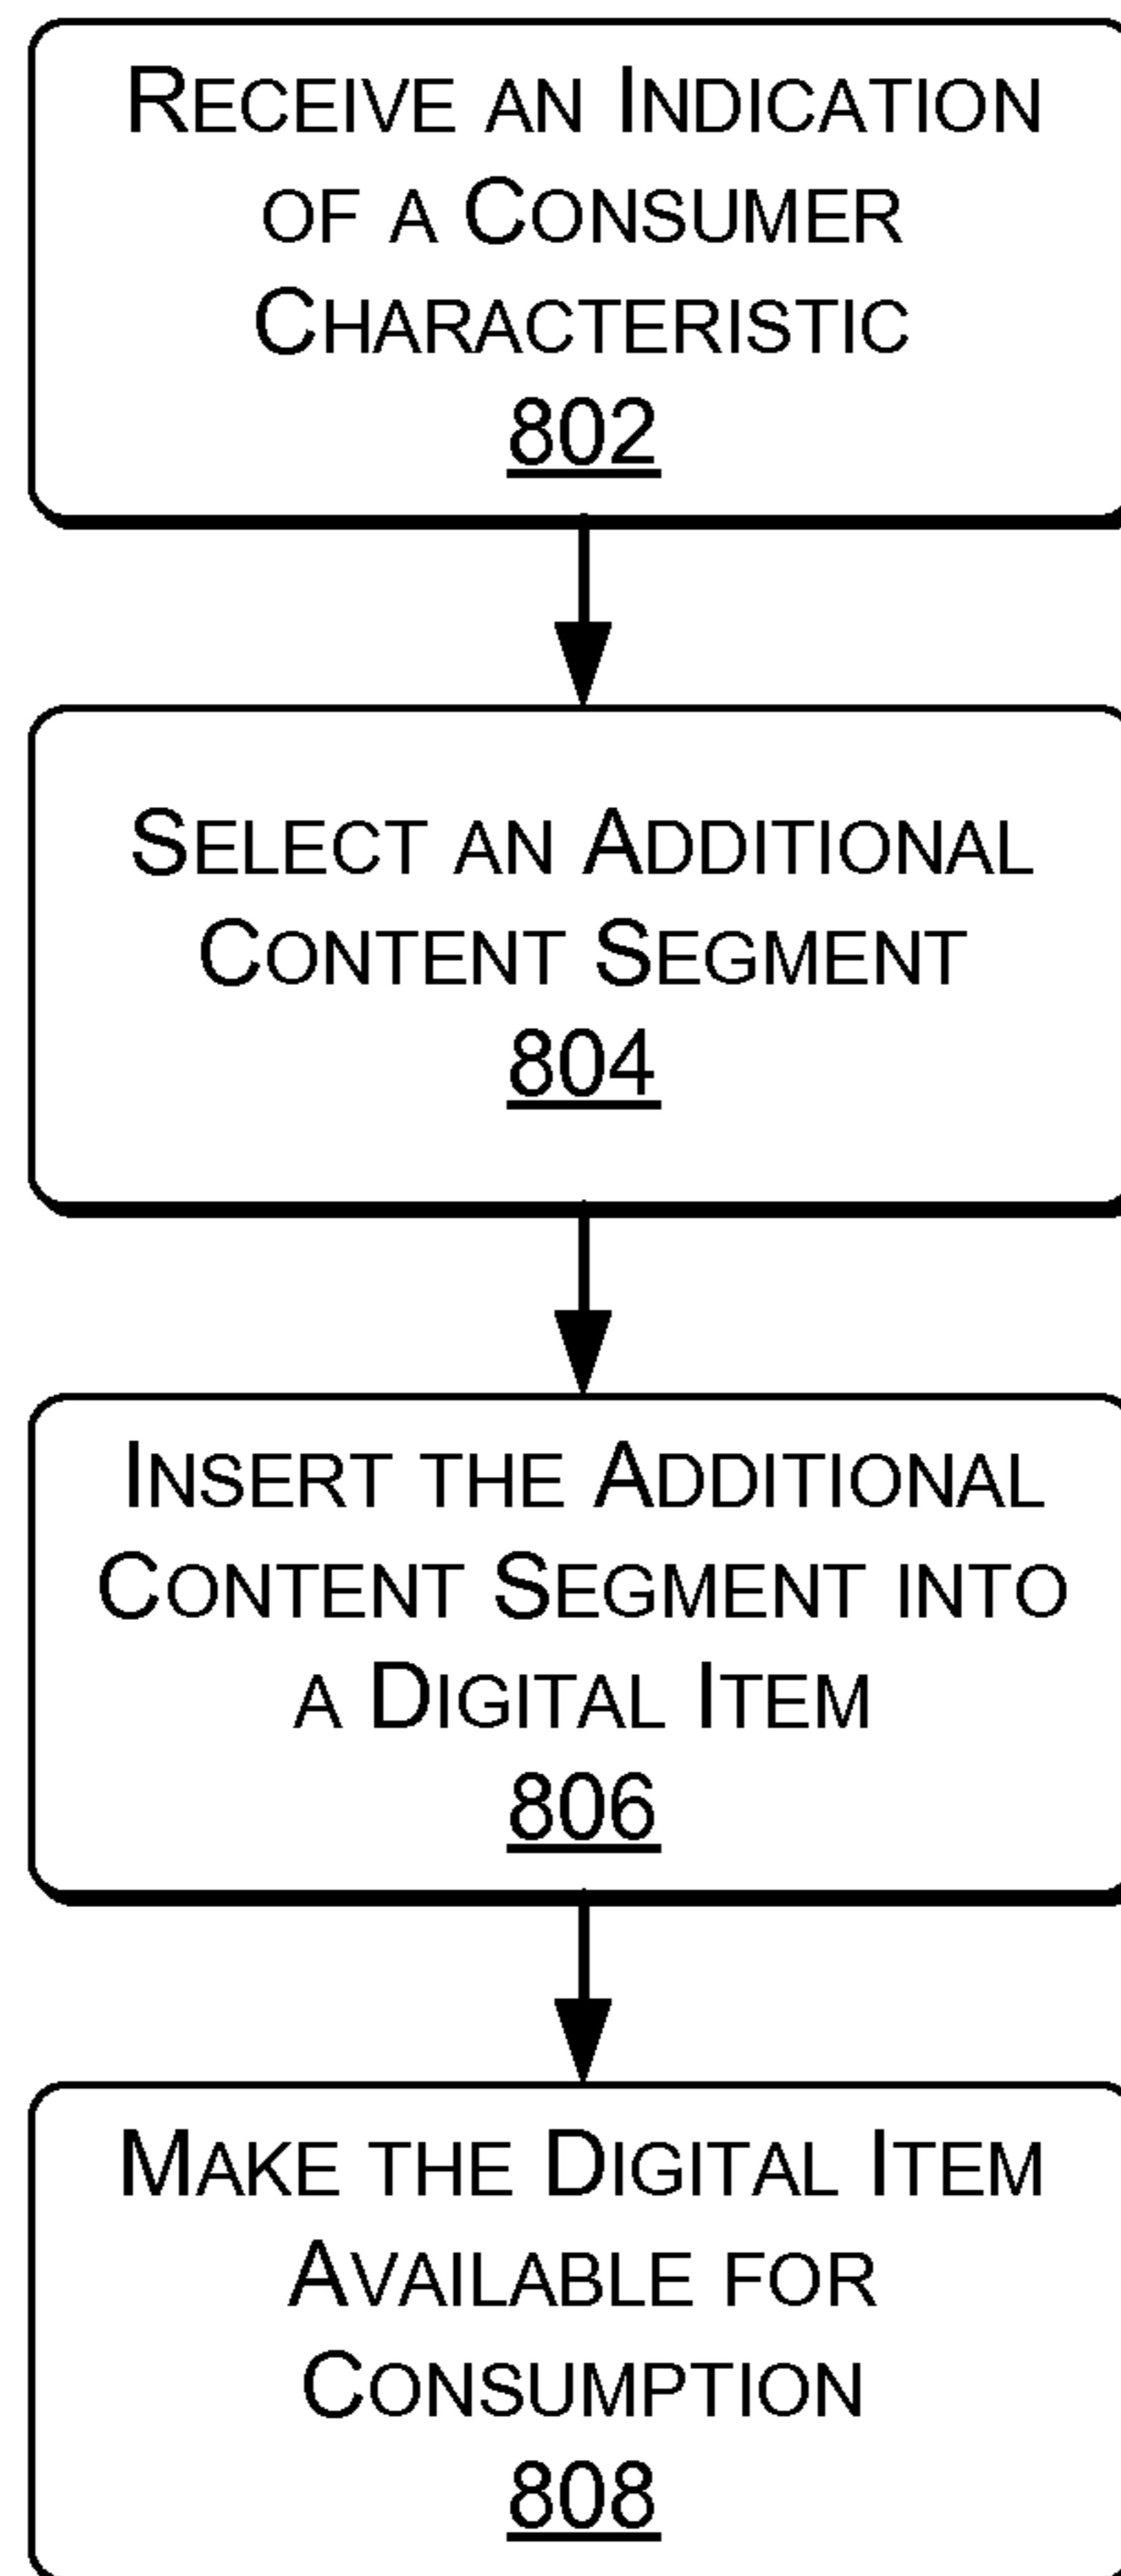 RECEIVE AN INDICATION
OF A CONSUMER
CHARACTERISTIC
802
SELECT AN ADDITIONAL
CONTENT SEGMENT
804
INSERT THE ADDITIONAL
CONTENT SEGMENT INTO
A DIGITAL ITEM
806
MAKE THE DIGITAL ITEM
AVAILABLE FOR
CONSUMPTION
808